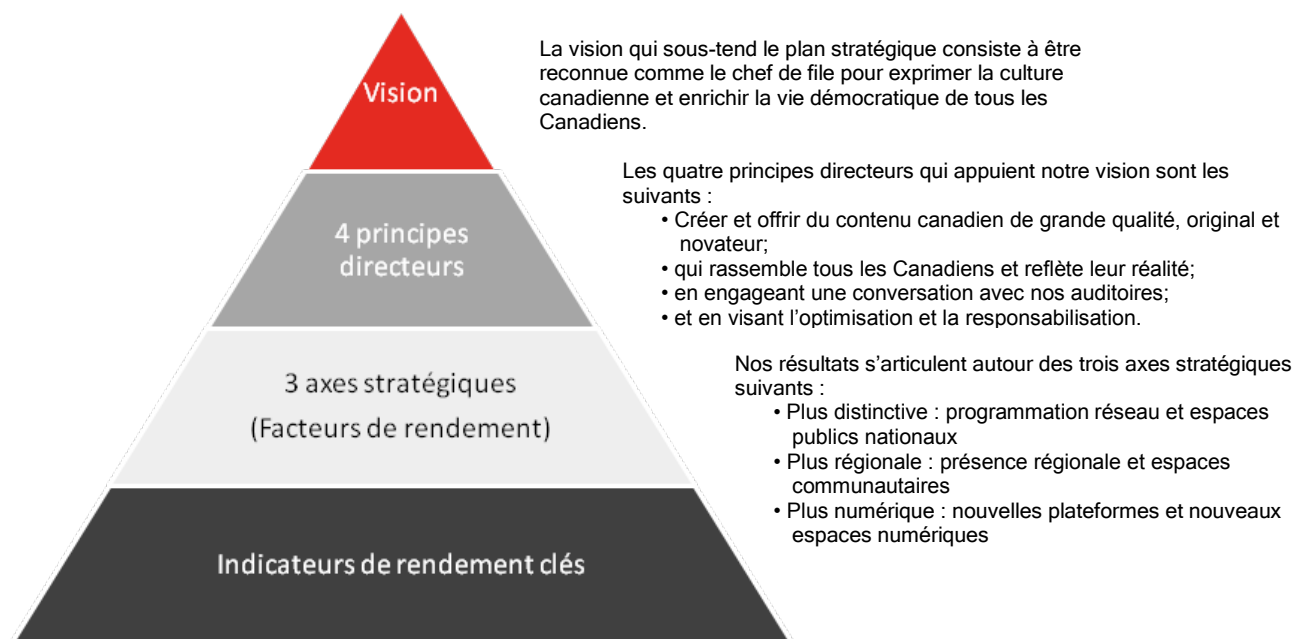 Vision
La vision qui sous-tend le plan stratégique consiste à être
reconnue comme le chef de file pour exprimer la culture
canadienne et enrichir la vie démocratique de tous les
Canadiens.
4 principes
directeurs
Les quatre principes directeurs qui appuient notre vision sont les
suivants :
• Créer et offrir du contenu canadien de grande qualité, original et
novateur;
• qui rassemble tous les Canadiens et reflète leur réalité;
• en engageant une conversation avec nos auditoires;
• et en visant l’optimisation et la responsabilisation.
3 axes stratégiques
(Facteurs de rendement)
Nos résultats s’articulent autour des trois axes stratégiques
suivants :
• Plus distinctive : programmation réseau et espaces
publics nationaux
• Plus régionale : présence régionale et espaces
communautaires
• Plus numérique : nouvelles plateformes et nouveaux
espaces numériques
Indicateurs de rendement clés